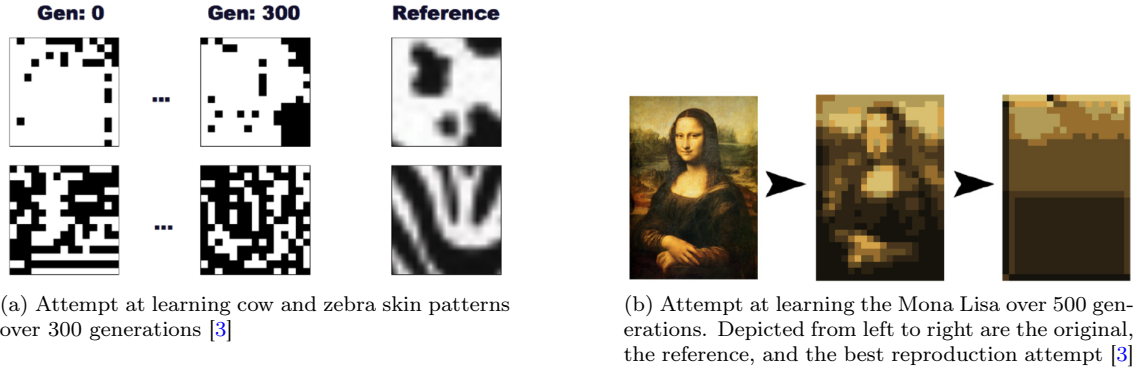 Gen: 0
Gen: 300
Reference
...
...
(a) Attempt at learning cow and zebra skin patterns
over 300 generations [3]
(b) Attempt at learning the Mona Lisa over 500 gen-
erations. Depicted from left to right are the original,
the reference, and the best reproduction attempt [3]